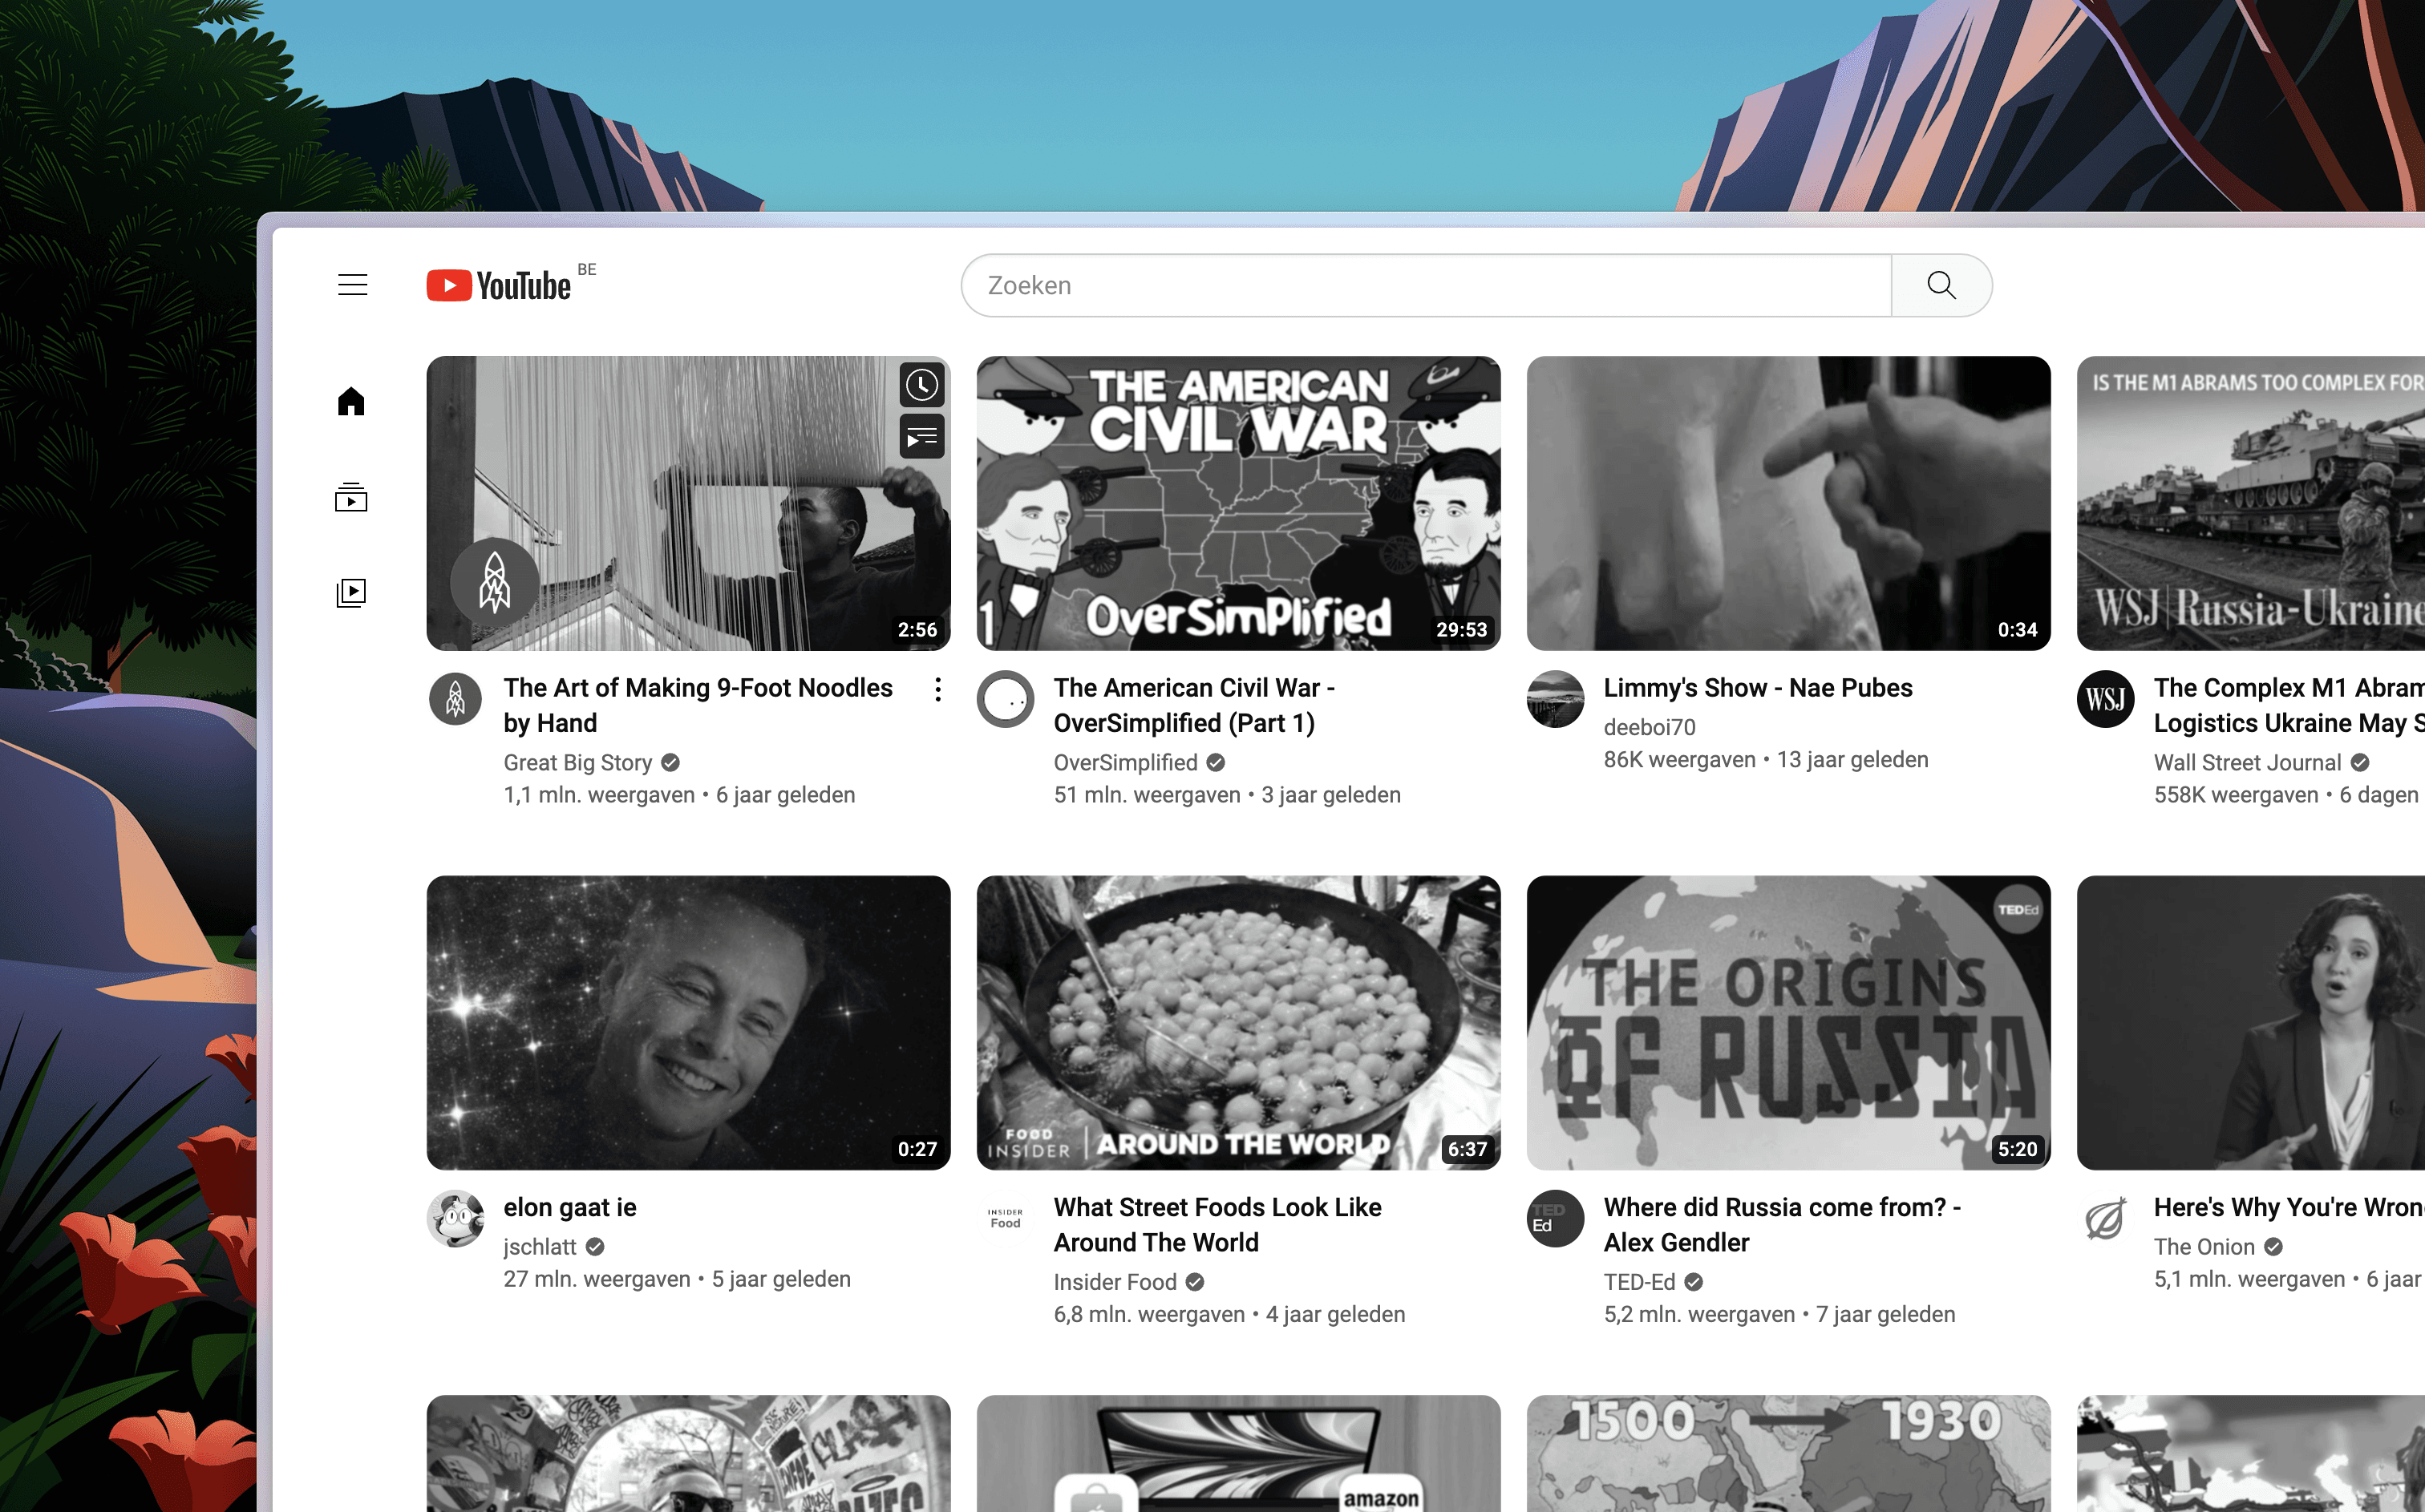 YouTube BE
Zoeken
2:56
THE AMERICAN
CIVIL WAR
1
OverSimplified
29:53
0:34
IS THE M1 ABRAMS TOO COMPLEX FOR
WSJ | Russia-Ukraine
The Art of Making 9-Foot Noodles
by Hand
Great Big Story
1,1 mln. weergaven • 6 jaar geleden
The American Civil War -
OverSimplified (Part 1)
OverSimplified
51 mln. weergaven • 3 jaar geleden
Limmy's Show - Nae Pubes
deeboi70
86K weergaven • 13 jaar geleden
WSJ
The Complex M1 Abram
Logistics Ukraine May S
Wall Street Journal
558K weergaven • 6 dagen
0:27
FOOD
INSIDER
AROUND THE WORLD
6:37
TEDEd
THE ORIGINS
OF RUSSIA
5:20
elon gaat ie
jschlatt
27 mln. weergaven • 5 jaar geleden
INSIDER
Food
What Street Foods Look Like
Around The World
Insider Food
6,8 mln. weergaven • 4 jaar geleden
TED
Ed
Where did Russia come from? -
Alex Gendler
TED-Ed
5,2 mln. weergaven • 7 jaar geleden
Here's Why You're Wron
The Onion
5,1 mln. weergaven • 6 jaar
amazon
1500
1930